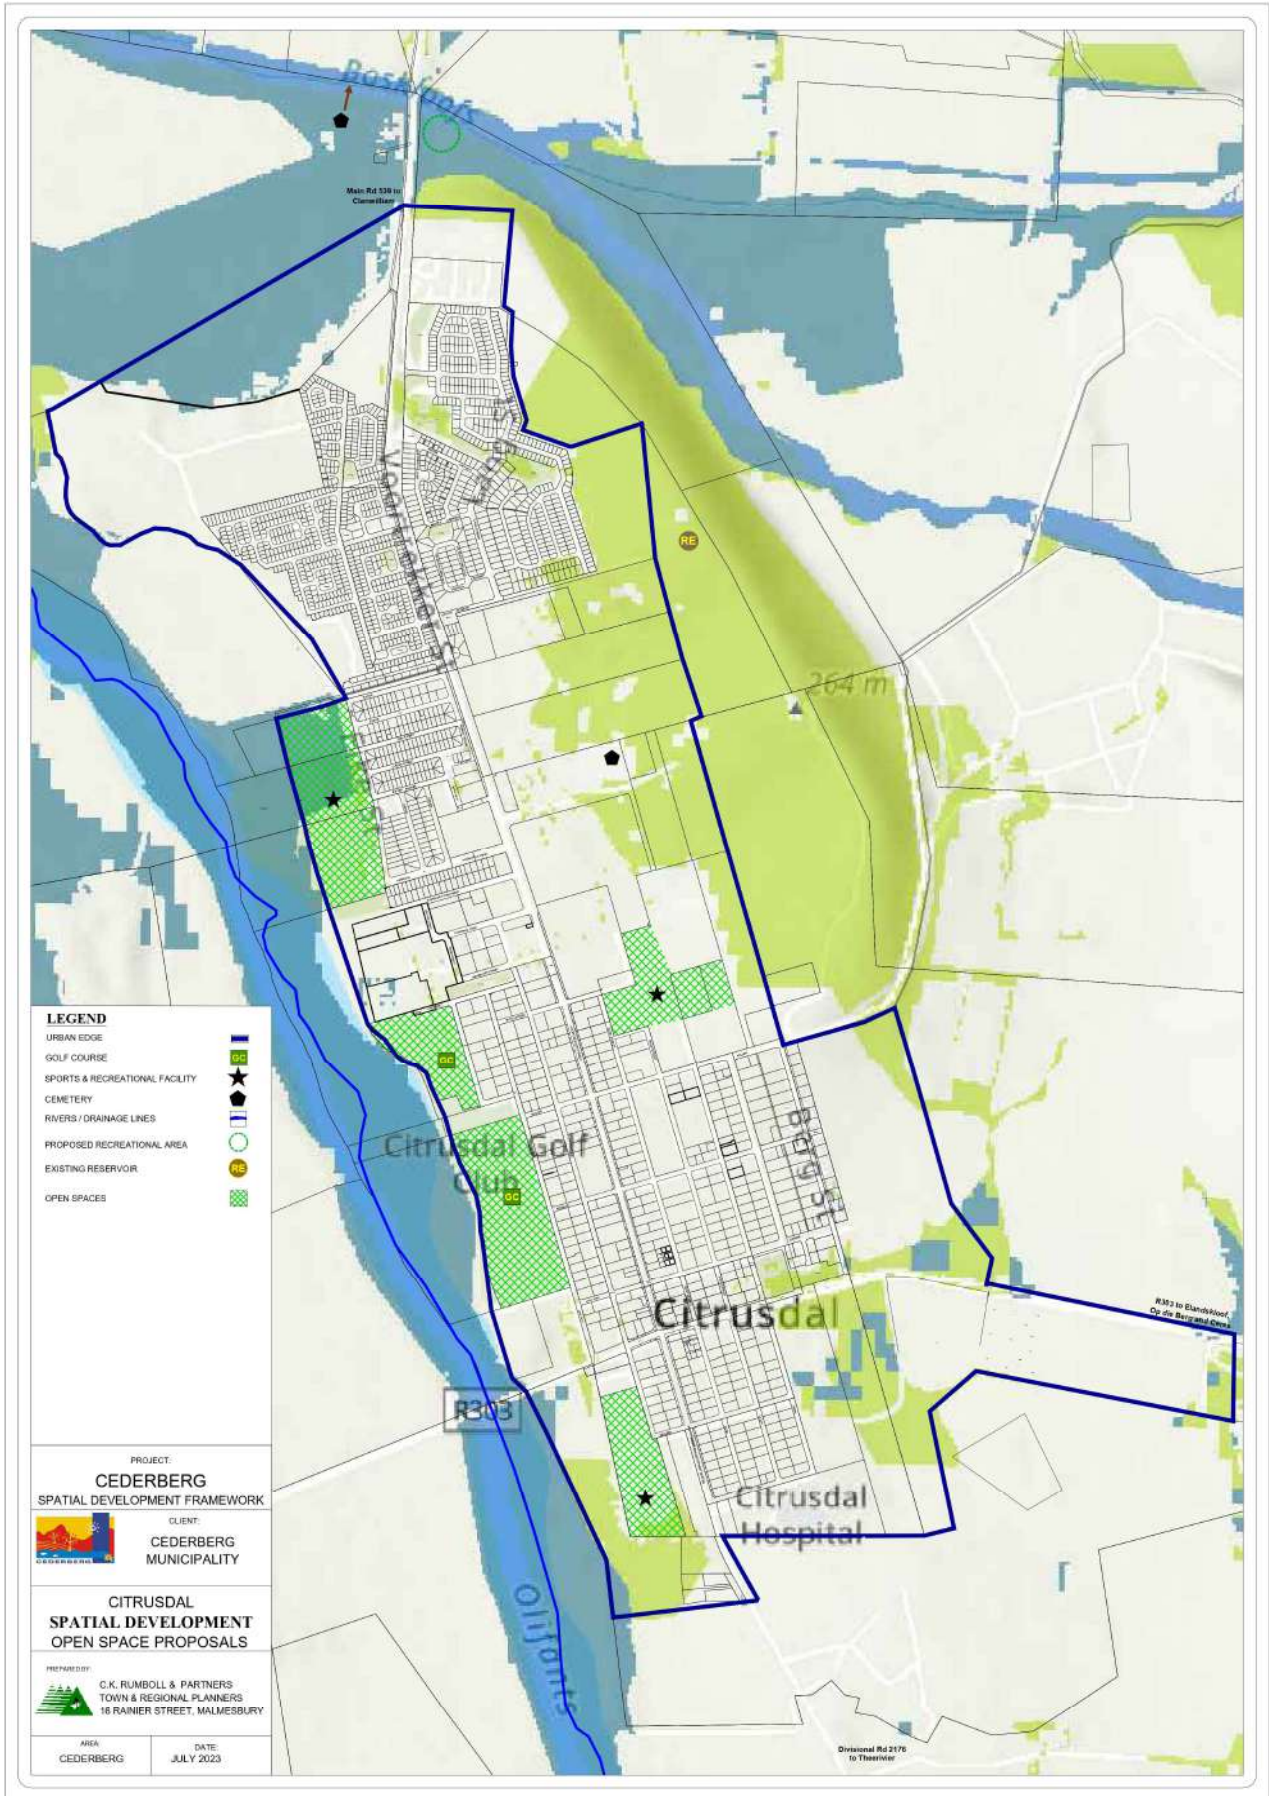 Main Rd 539 to
Clanwilliam
Voortrekker St
264 m
RE
GC
Citrusdal Golf
Club
GC
Citrusdal
R303 to Elandskloof,
Op die Berg and Ceres
R303
Citrusdal
Hospital
Olifants
Divisional Rd 2176
to Theerivier
LEGEND
URBAN EDGE
GOLF COURSE GC
SPORTS & RECREATIONAL FACILITY
CEMETERY
RIVERS / DRAINAGE LINES
PROPOSED RECREATIONAL AREA
EXISTING RESERVOIR RE
OPEN SPACES
PROJECT:
CEDERBERG
SPATIAL DEVELOPMENT FRAMEWORK
CLIENT:
CEDERBERG
MUNICIPALITY
CEDERBERG
CITRUSDAL
SPATIAL DEVELOPMENT
OPEN SPACE PROPOSALS
PREPARED BY:
C.K. RUMBOLL & PARTNERS
TOWN & REGIONAL PLANNERS
16 RAINIER STREET, MALMESBURY
AREA:
CEDERBERG
DATE:
JULY 2023